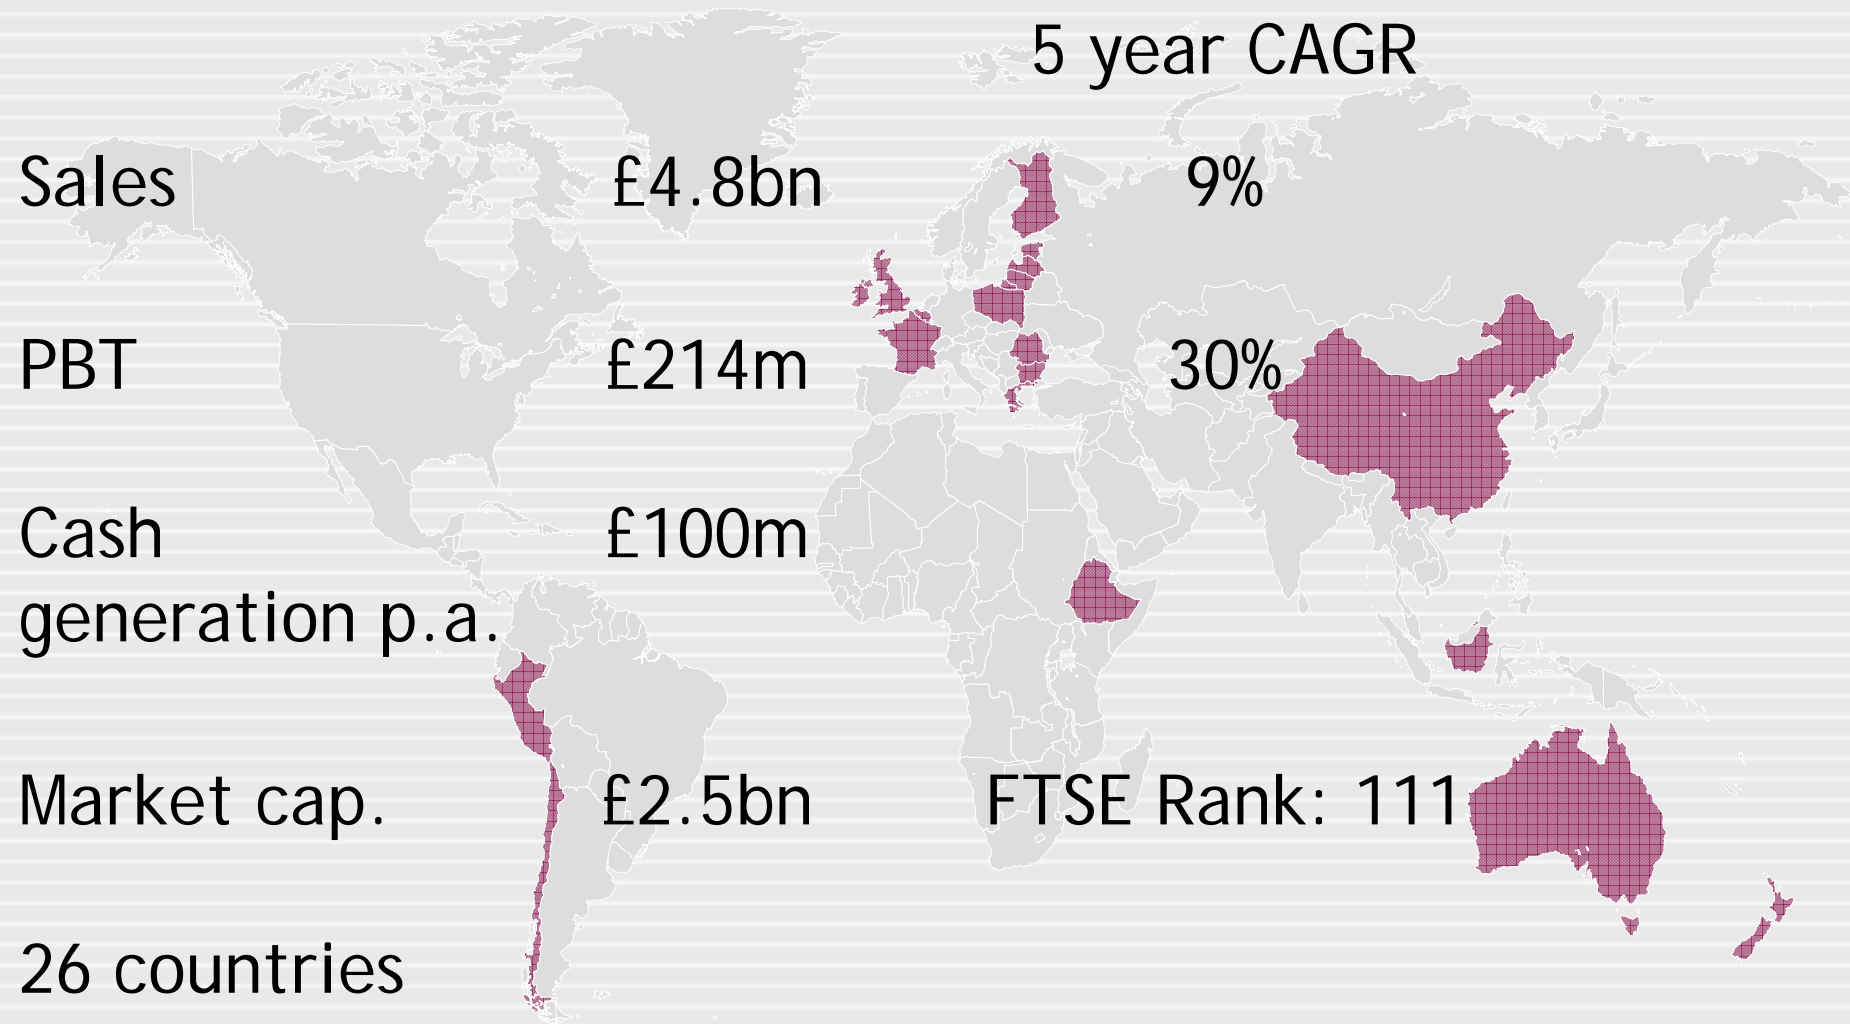 5 year CAGR
Sales £4.8bn 9%
PBT £214m 30%
Cash £100m
generation p.a.
Market cap. £2.5bn FTSE Rank: 111
26 countries